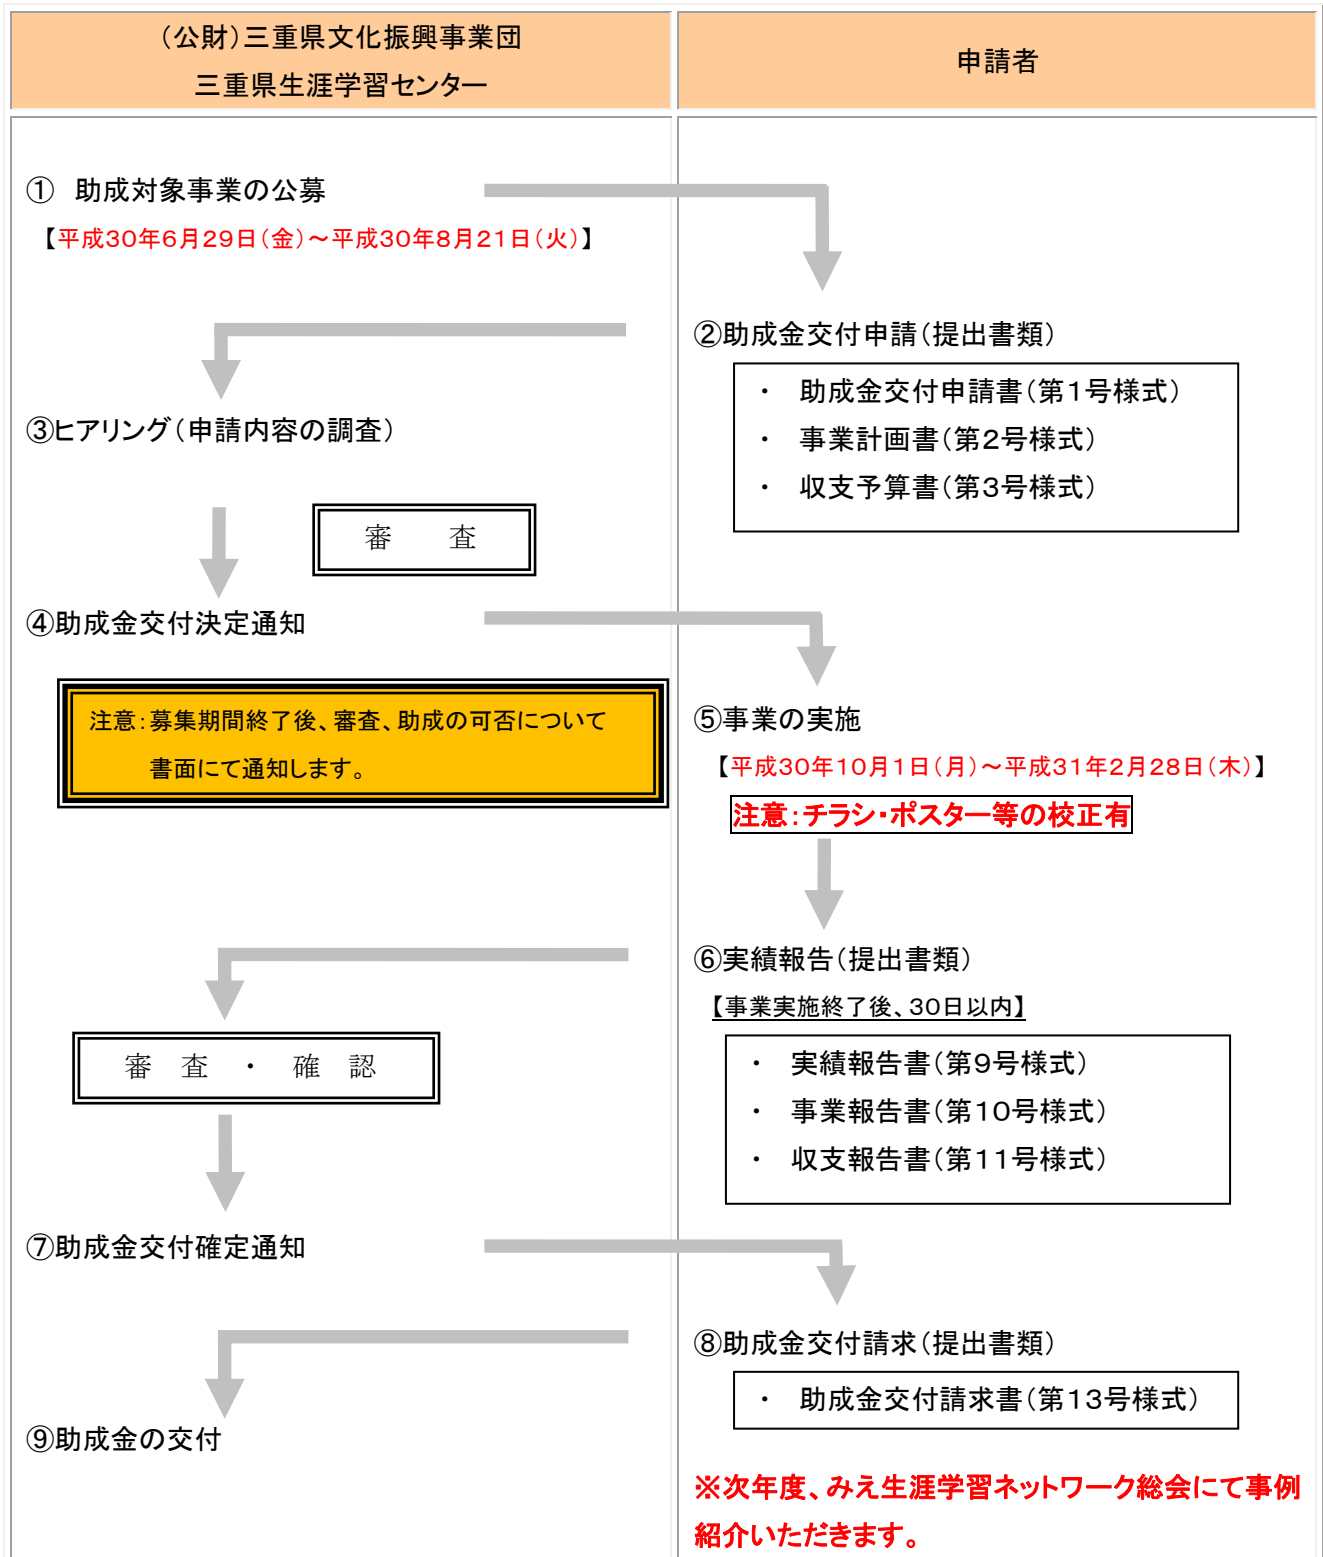 （公財）三重県文化振興事業団
三重県生涯学習センター
申請者
①　助成対象事業の公募
【平成30年6月29日（金）～平成30年8月21日（火）】
②助成金交付申請（提出書類）
・　助成金交付申請書（第1号様式）
・　事業計画書（第2号様式）
・　収支予算書（第3号様式）
③ヒアリング（申請内容の調査）
審　査
④助成金交付決定通知
注意：募集期間終了後、審査、助成の可否について
書面にて通知します。
⑤事業の実施
【平成30年10月1日（月）～平成31年2月28日（木）】
注意：チラシ・ポスター等の校正有
⑥実績報告（提出書類）
【事業実施終了後、30日以内】
・　実績報告書（第9号様式）
・　事業報告書（第10号様式）
・　収支報告書（第11号様式）
審　査　・　確　認
⑦助成金交付確定通知
⑧助成金交付請求（提出書類）
・　助成金交付請求書（第13号様式）
⑨助成金の交付
※次年度、みえ生涯学習ネットワーク総会にて事例
紹介いただきます。